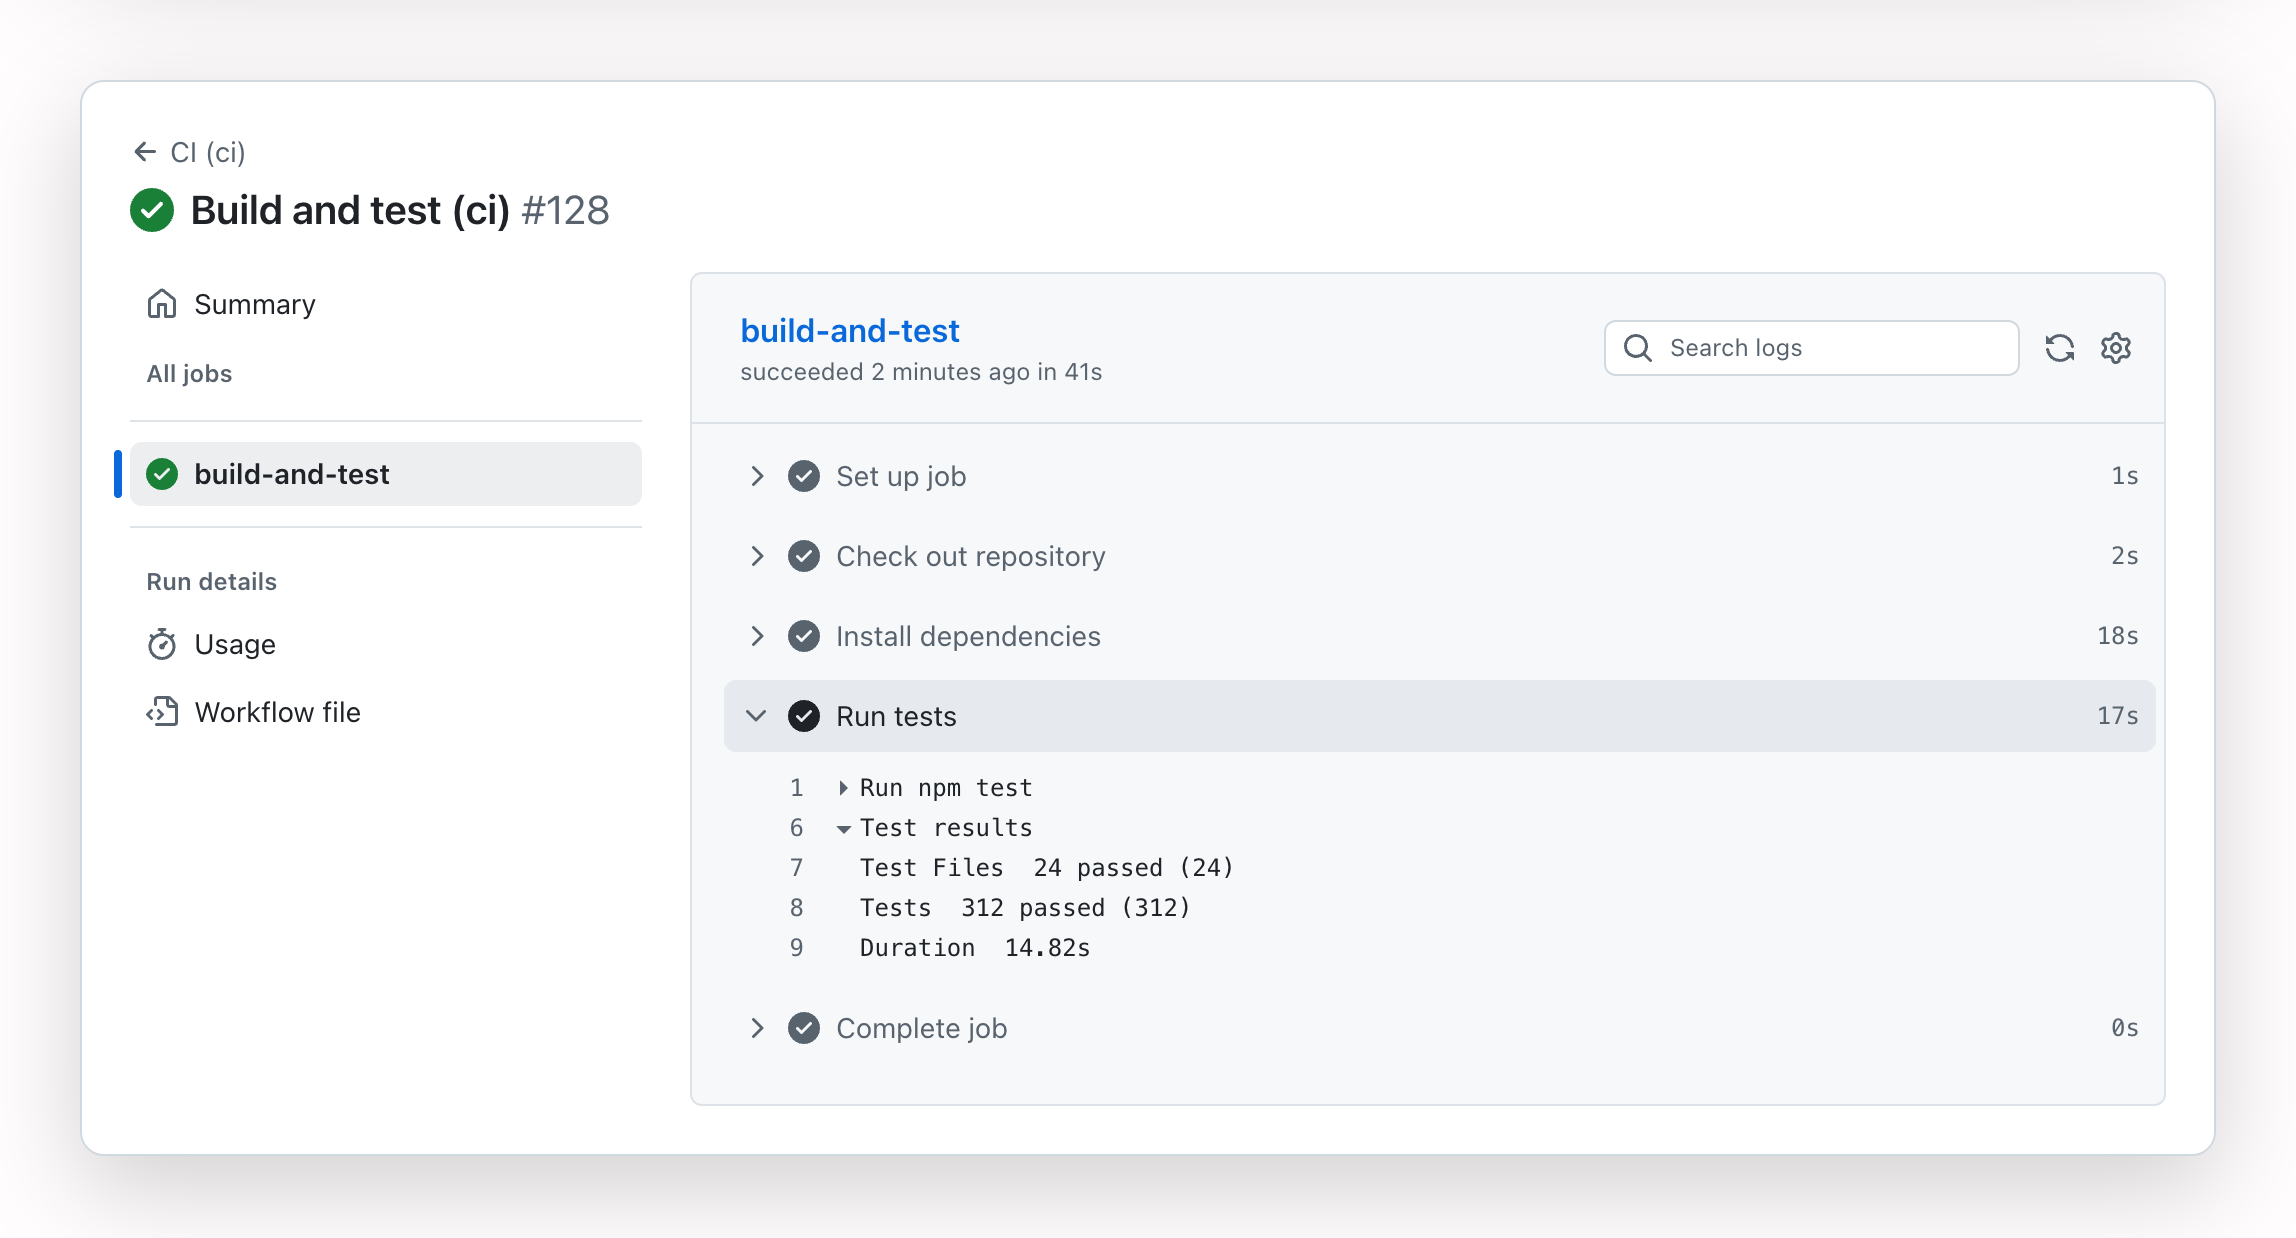 CI (ci)
Build and test (ci) #128
Summary
All jobs
build-and-test
Run details
Usage
Workflow file
build-and-test
succeeded 2 minutes ago in 41s
Search logs
Set up job 1s
Check out repository 2s
Install dependencies 18s
Run tests 17s
1 Run npm test
6 Test results
7 Test Files  24 passed (24)
8 Tests  312 passed (312)
9 Duration  14.82s
Complete job 0s